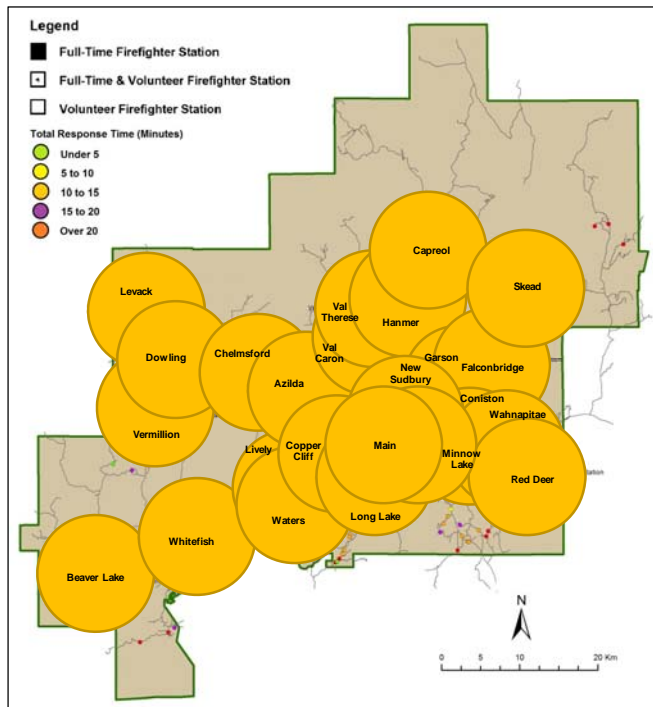 Legend
Full-Time Firefighter Station
Full-Time & Volunteer Firefighter Station
Volunteer Firefighter Station
Total Response Time (Minutes)
Under 5
5 to 10
10 to 15
15 to 20
Over 20
Capreol
Skead
Levack
Val
Therese
Hanmer
Dowling
Chelmsford
Val
Caron
Garson
New
Sudbury
Falconbridge
Azilda
Coniston
Wahnapitae
Vermillion
Lively
Copper
Cliff
Main
Minnow
Lake
Red Deer
Waters
Long Lake
Whitefish
Beaver Lake
N
0
5
10
20 Km